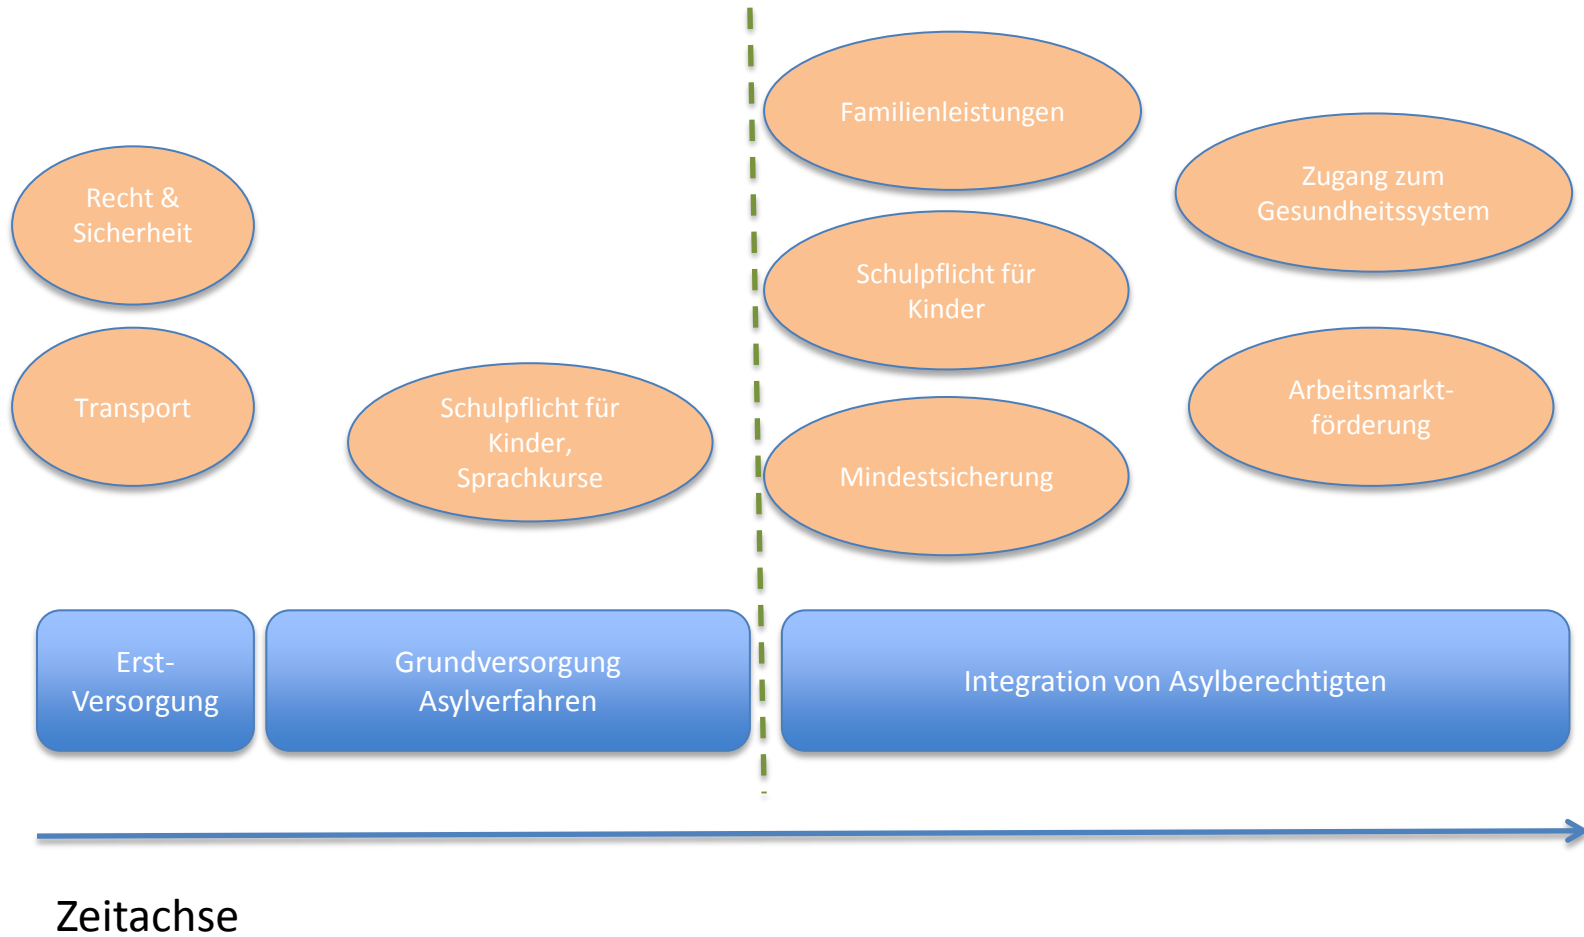 Recht &
Sicherheit
Transport
Schulpflicht für
Kinder,
Sprachkurse
Familienleistungen
Schulpflicht für
Kinder
Mindestsicherung
Zugang zum
Gesundheitssystem
Arbeitsmarkt-
förderung
Erst-
Versorgung
Grundversorgung
Asylverfahren
Integration von Asylberechtigten
Zeitachse